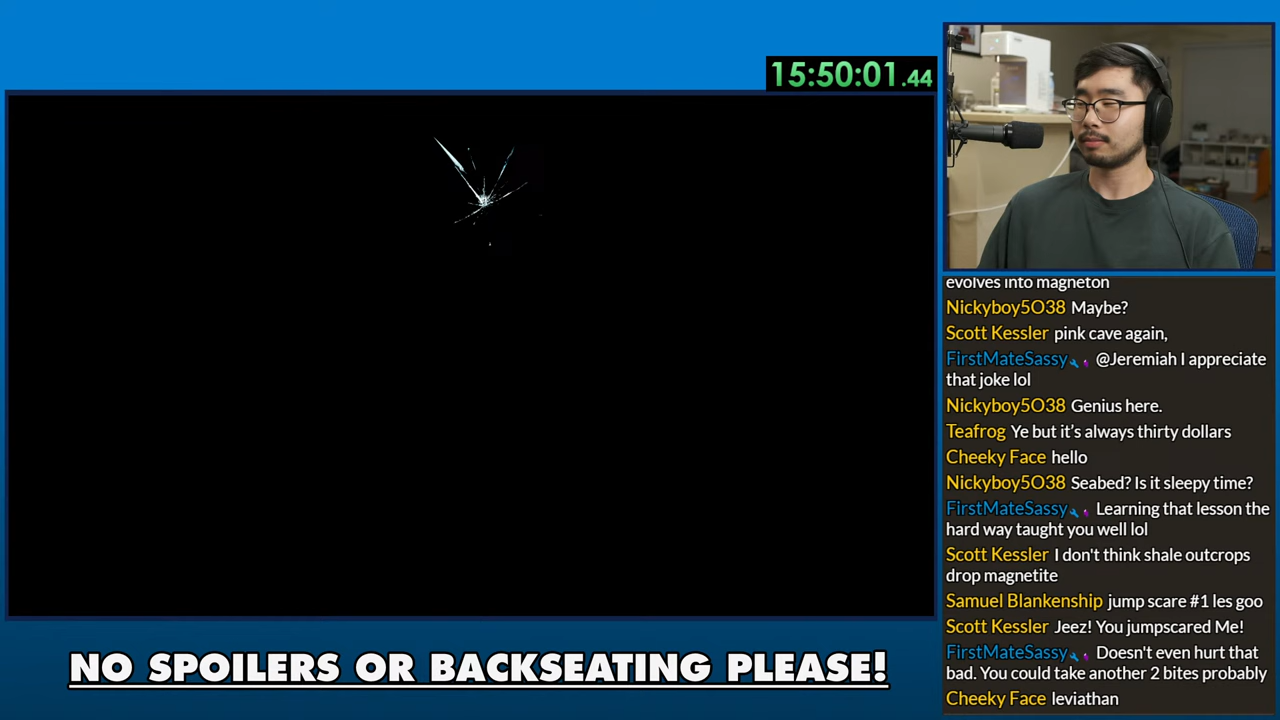 15:50:01.44
evolves into magneton
Nickyboy5O38 Maybe?
Scott Kessler pink cave again,
FirstMateSassy @Jeremiah I appreciate
that joke lol
Nickyboy5O38 Genius here.
Teafrog Ye but it’s always thirty dollars
Cheeky Face hello
Nickyboy5O38 Seabed? Is it sleepy time?
FirstMateSassy Learning that lesson the
hard way taught you well lol
Scott Kessler I don't think shale outcrops
drop magnetite
Samuel Blankenship jump scare #1 les goo
Scott Kessler Jeez! You jumpscared Me!
FirstMateSassy Doesn't even hurt that
bad. You could take another 2 bites probably
Cheeky Face leviathan
NO SPOILERS OR BACKSEATING PLEASE!